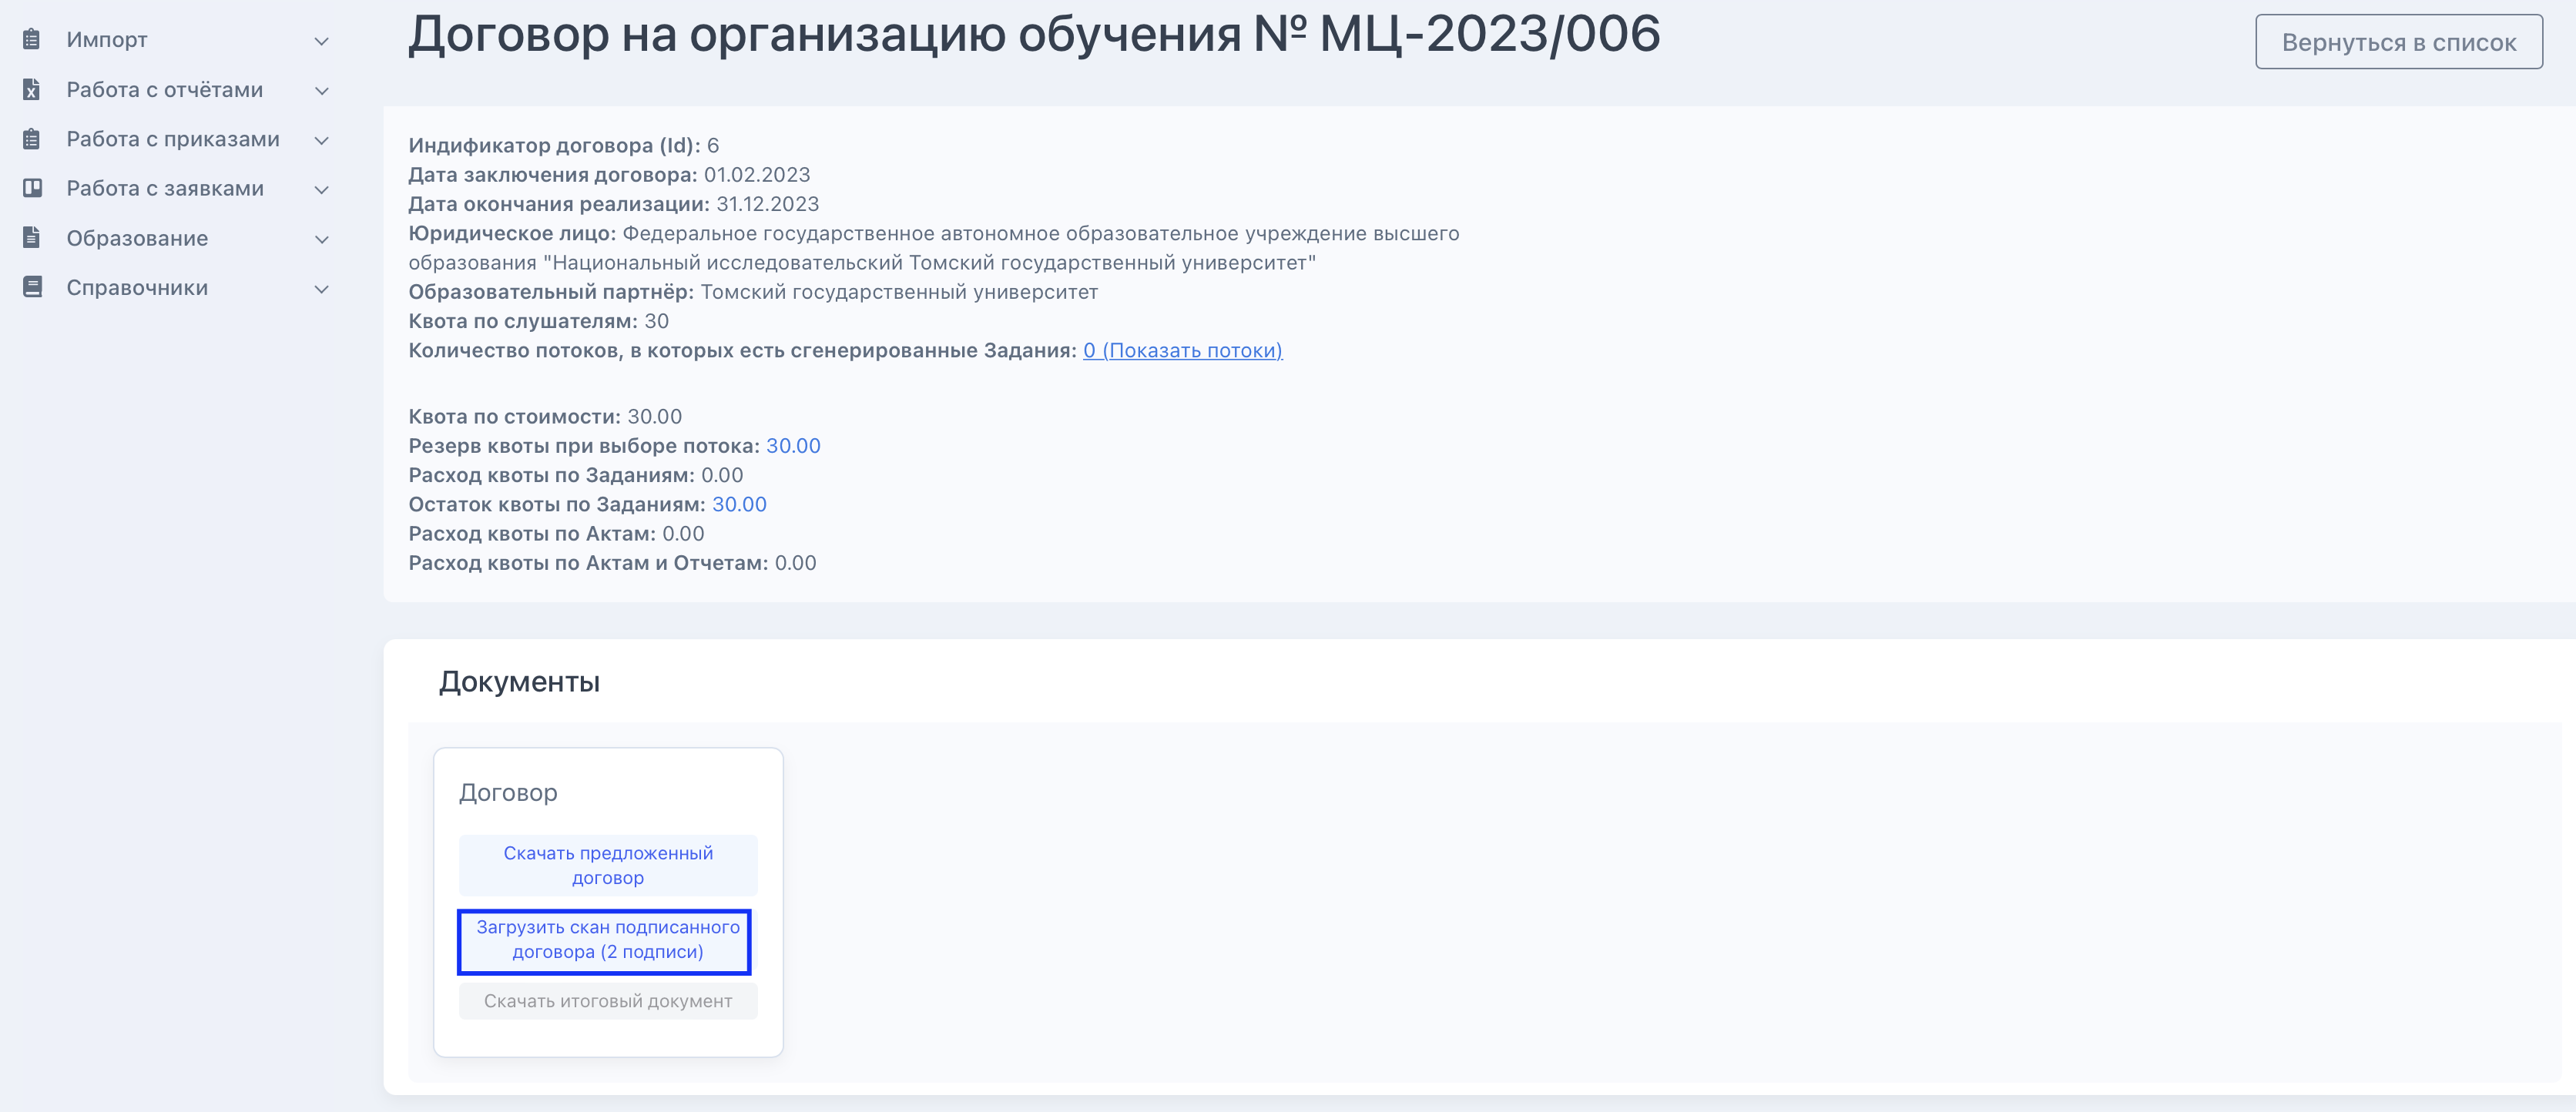 Импорт
Работа с отчётами
Работа с приказами
Работа с заявками
Образование
Справочники
Договор на организацию обучения № МЦ-2023/006
Вернуться в список
Индификатор договора (Id): 6
Дата заключения договора: 01.02.2023
Дата окончания реализации: 31.12.2023
Юридическое лицо: Федеральное государственное автономное образовательное учреждение высшего
образования "Национальный исследовательский Томский государственный университет"
Образовательный партнёр: Томский государственный университет
Квота по слушателям: 30
Количество потоков, в которых есть сгенерированные Задания: 0 (Показать потоки)
Квота по стоимости: 30.00
Резерв квоты при выборе потока: 30.00
Расход квоты по Заданиям: 0.00
Остаток квоты по Заданиям: 30.00
Расход квоты по Актам: 0.00
Расход квоты по Актам и Отчетам: 0.00
Документы
Договор
Скачать предложенный
договор
Загрузить скан подписанного
договора (2 подписи)
Скачать итоговый документ